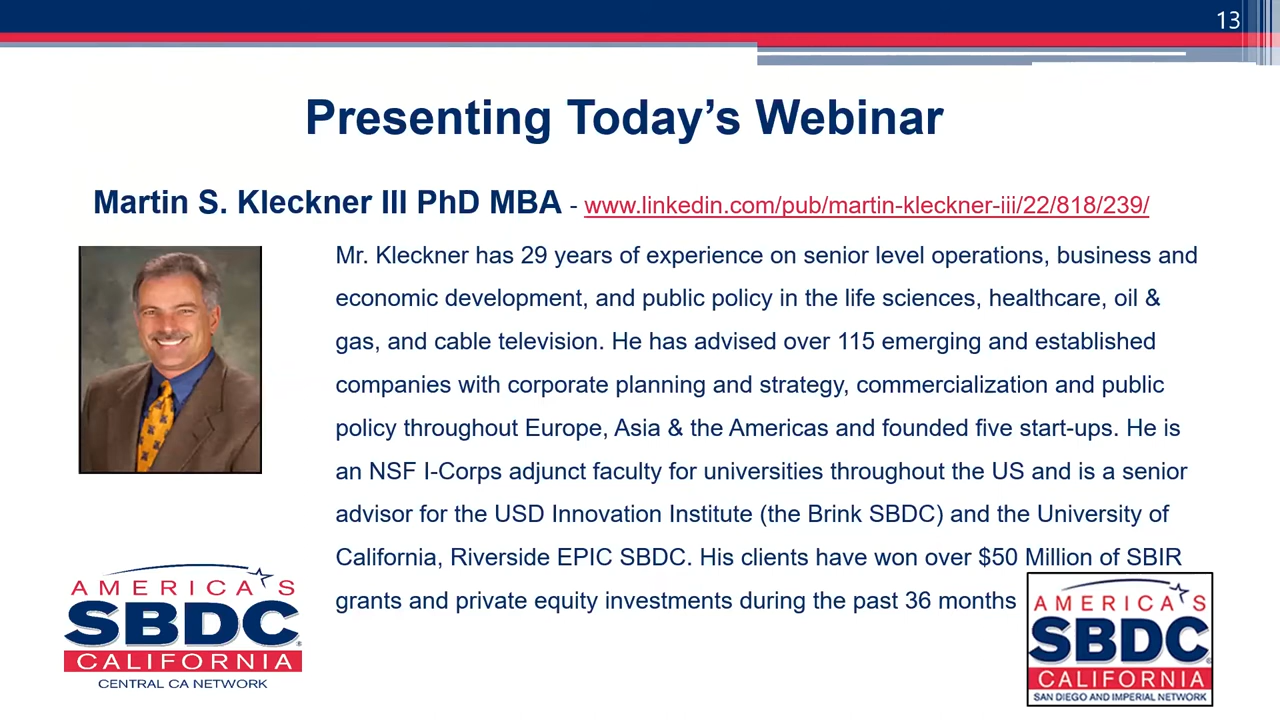 13
Presenting Today’s Webinar
Martin S. Kleckner III PhD MBA - www.linkedin.com/pub/martin-kleckner-iii/22/818/239/
Mr. Kleckner has 29 years of experience on senior level operations, business and
economic development, and public policy in the life sciences, healthcare, oil &
gas, and cable television. He has advised over 115 emerging and established
companies with corporate planning and strategy, commercialization and public
policy throughout Europe, Asia & the Americas and founded five start-ups. He is
an NSF I-Corps adjunct faculty for universities throughout the US and is a senior
advisor for the USD Innovation Institute (the Brink SBDC) and the University of
California, Riverside EPIC SBDC. His clients have won over $50 Million of SBIR
grants and private equity investments during the past 36 months
AMERICA'S
SBDC
CALIFORNIA
CENTRAL CA NETWORK
AMERICA'S
SBDC
CALIFORNIA
SAN DIEGO AND IMPERIAL NETWORK